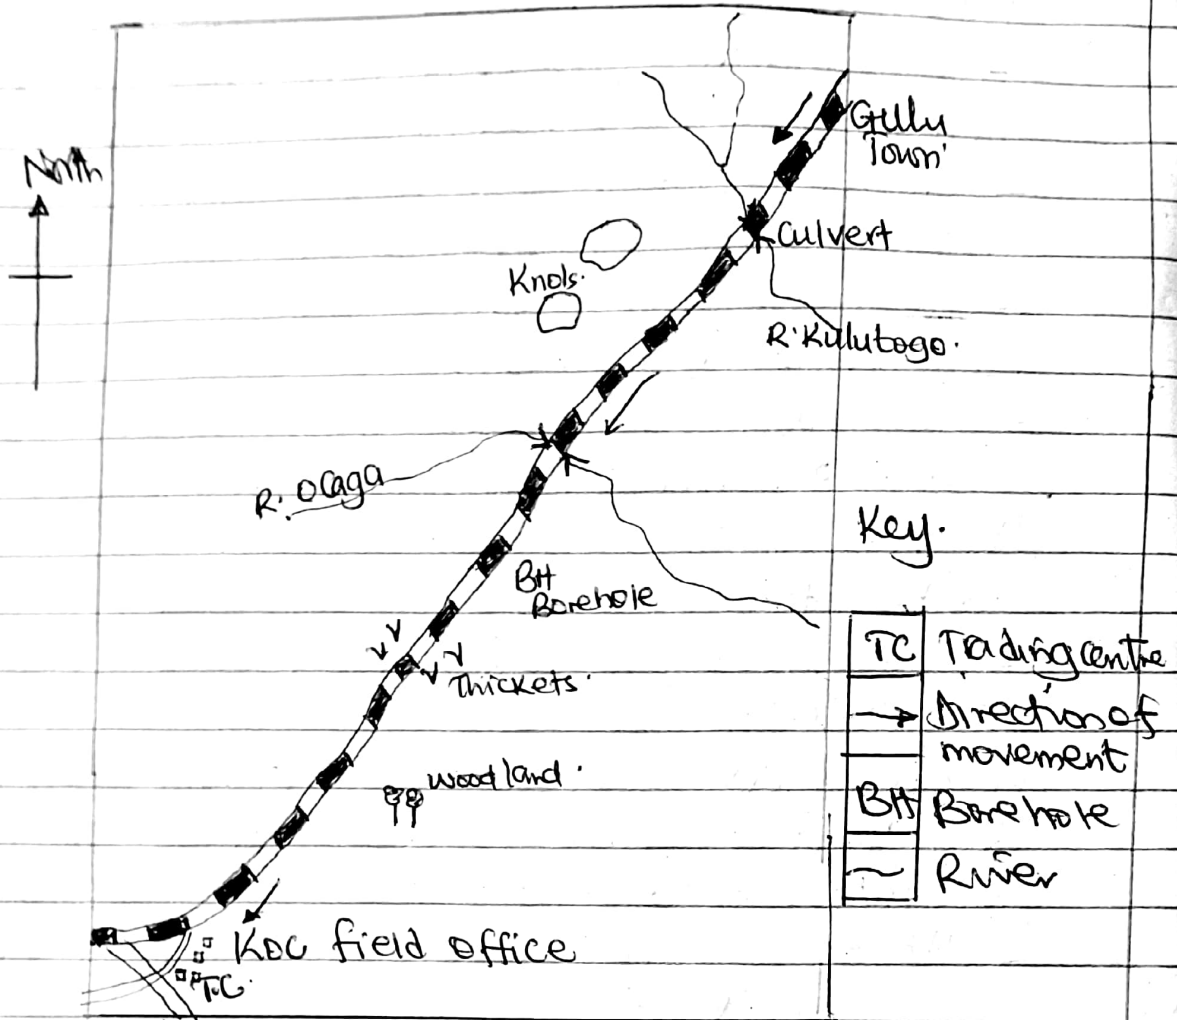 North
Gulu
Town
Culvert
Knols.
R. Kulutogo.
R. Ocaga
Key.
BH
Borehole
TC Trading centre
Thickets.
Direction of
movement
woodland.
BH Borehole
River
KDC field office
TC.